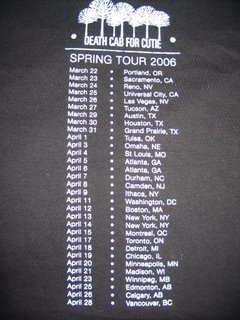 DEATH CAB FOR CUTIE
SPRING TOUR 2006
March 22 • Portland, OR
March 23 • Sacramento, CA
March 24 • Reno, NV
March 25 • Universal City, CA
March 26 • Las Vegas, NV
March 27 • Tucson, AZ
March 29 • Austin, TX
March 30 • Houston, TX
March 31 • Grand Prairie, TX
April 1 • Tulsa, OK
April 3 • Omaha, NE
April 4 • St Louis, MO
April 5 • Atlanta, GA
April 6 • Atlanta, GA
April 7 • Durham, NC
April 8 • Camden, NJ
April 9 • Ithaca, NY
April 11 • Washington, DC
April 12 • Boston, MA
April 13 • New York, NY
April 14 • New York, NY
April 15 • Montreal, QC
April 17 • Toronto, ON
April 18 • Detroit, MI
April 19 • Chicago, IL
April 20 • Minneapolis, MN
April 21 • Madison, WI
April 23 • Winnipeg, MB
April 25 • Edmonton, AB
April 26 • Calgary, AB
April 28 • Vancouver, BC